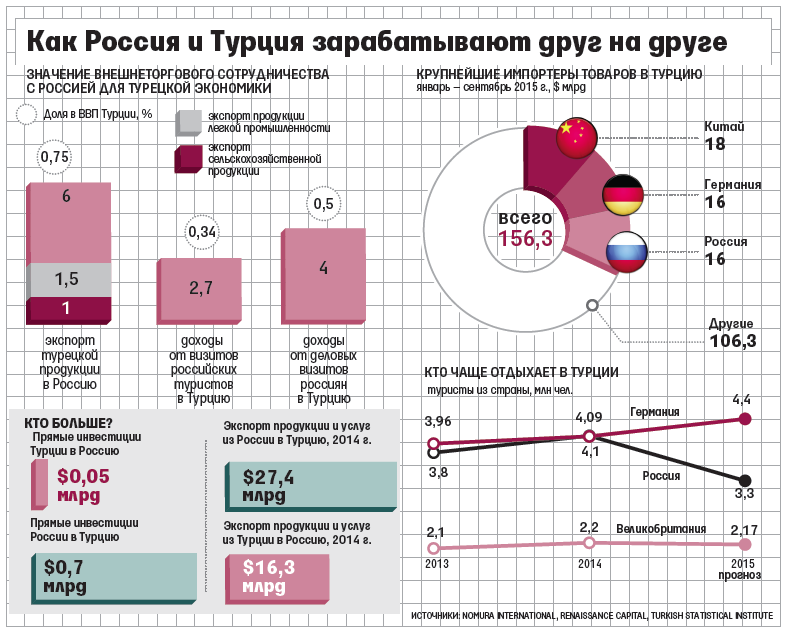 Как Россия и Турция зарабатывают друг на друге
ЗНАЧЕНИЕ ВНЕШНЕТОРГОВОГО СОТРУДНИЧЕСТВА
С РОССИЕЙ ДЛЯ ТУРЕЦКОЙ ЭКОНОМИКИ
Доля в ВВП Турции, %
экспорт продукции
легкой промышленности
экспорт
сельскохозяйственной
продукции
0,75
6
1,5
1
экспорт
турецкой
продукции
в Россию
0,34
2,7
доходы
от визитов
российских
туристов
в Турцию
0,5
4
доходы
от деловых
визитов
россиян
в Турцию
КРУПНЕЙШИЕ ИМПОРТЕРЫ ТОВАРОВ В ТУРЦИЮ
январь – сентябрь 2015 г., $ млрд
всего
156,3
Китай
18
Германия
16
Россия
16
Другие
106,3
КТО БОЛЬШЕ?
Прямые инвестиции
Турции в Россию
$0,05
млрд
Прямые инвестиции
России в Турцию
$0,7
млрд
Экспорт продукции и услуг
из России в Турцию, 2014 г.
$27,4
млрд
Экспорт продукции и услуг
из Турции в Россию, 2014 г.
$16,3
млрд
КТО ЧАЩЕ ОТДЫХАЕТ В ТУРЦИИ
туристы из страны, млн чел.
3,96
4,09
Германия
4,4
3,8
4,1
Россия
3,3
2,1
2,2
Великобритания
2,17
2013
2014
2015
прогноз
ИСТОЧНИКИ: NOMURA INTERNATIONAL, RENAISSANCE CAPITAL, TURKISH STATISTICAL INSTITUTE